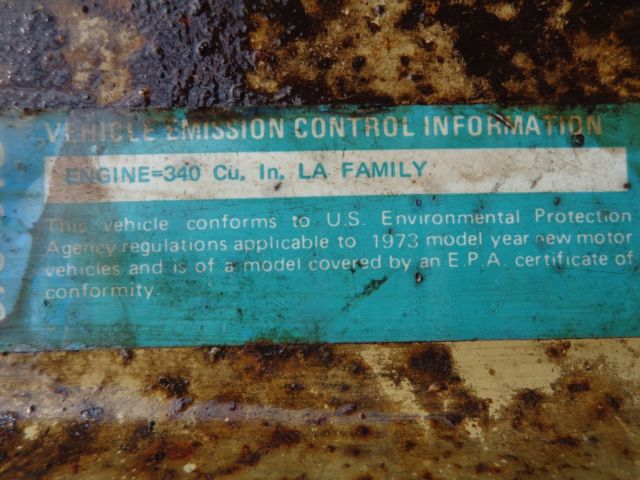 VEHICLE EMISSION CONTROL INFORMATION
ENGINE=340 Cu. In. LA FAMILY
This vehicle conforms to U.S. Environmental Protection
Agency regulations applicable to 1973 model year new motor
vehicles and is of a model covered by an E.P.A. certificate of
conformity.